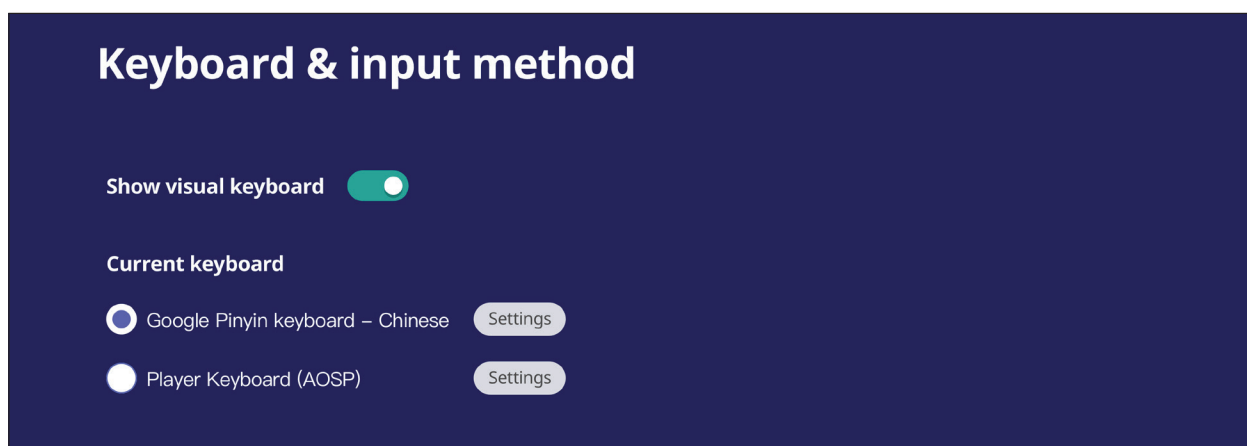 Keyboard & input method
Show visual keyboard
Current keyboard
Google Pinyin keyboard – Chinese Settings
Player Keyboard (AOSP) Settings